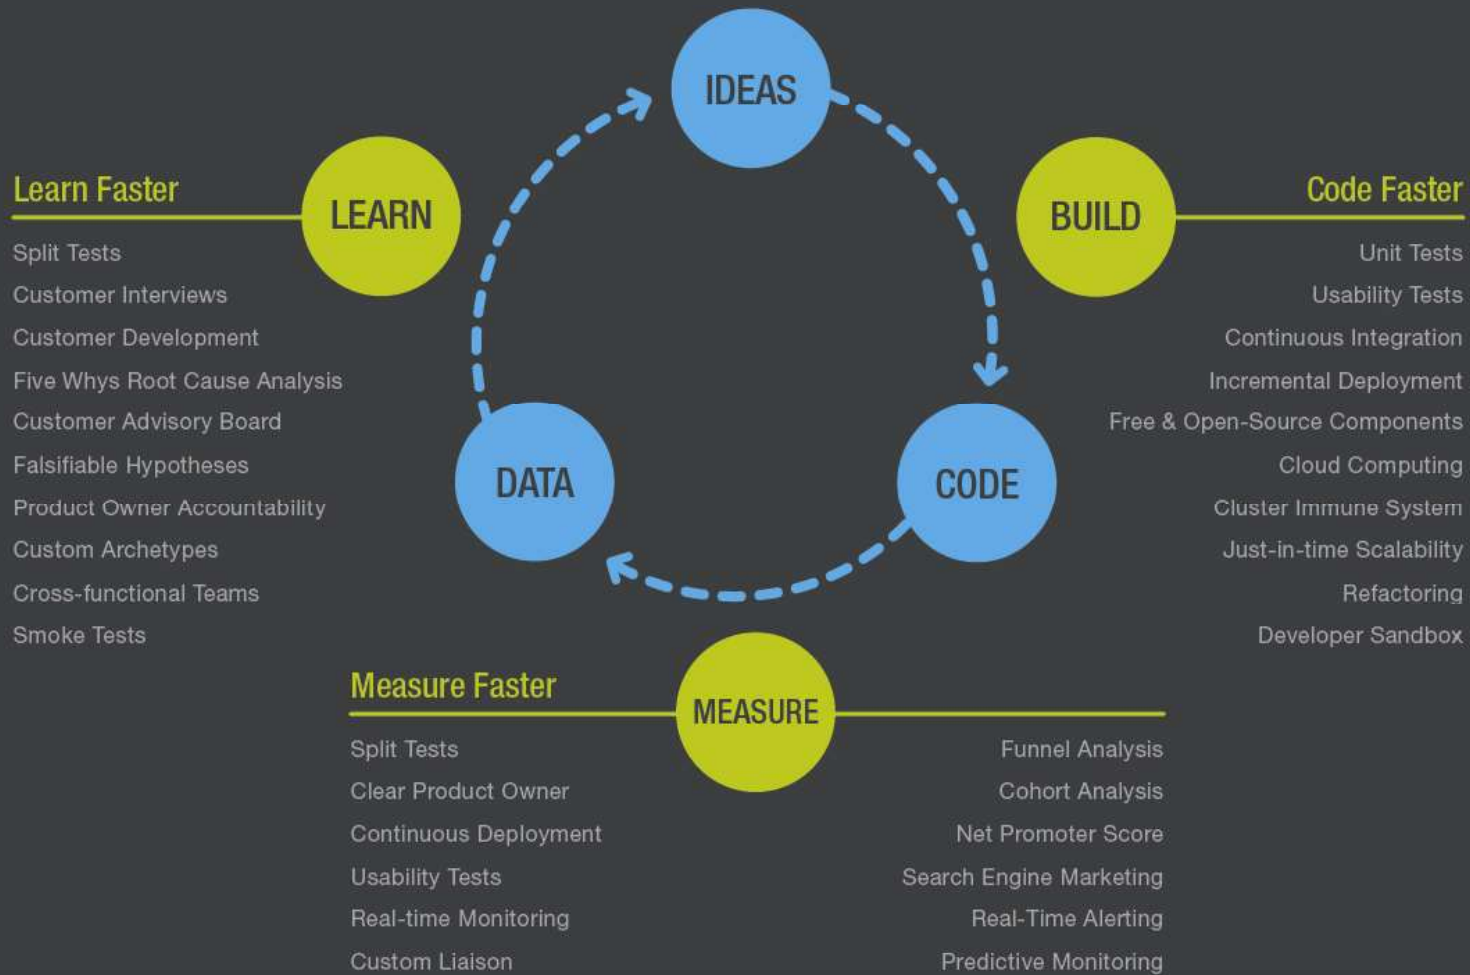 IDEAS
LEARN
BUILD
DATA
CODE
MEASURE
Learn Faster
Split Tests
Customer Interviews
Customer Development
Five Whys Root Cause Analysis
Customer Advisory Board
Falsifiable Hypotheses
Product Owner Accountability
Custom Archetypes
Cross-functional Teams
Smoke Tests
Code Faster
Unit Tests
Usability Tests
Continuous Integration
Incremental Deployment
Free & Open-Source Components
Cloud Computing
Cluster Immune System
Just-in-time Scalability
Refactoring
Developer Sandbox
Measure Faster
Split Tests
Clear Product Owner
Continuous Deployment
Usability Tests
Real-time Monitoring
Custom Liaison
Funnel Analysis
Cohort Analysis
Net Promoter Score
Search Engine Marketing
Real-Time Alerting
Predictive Monitoring